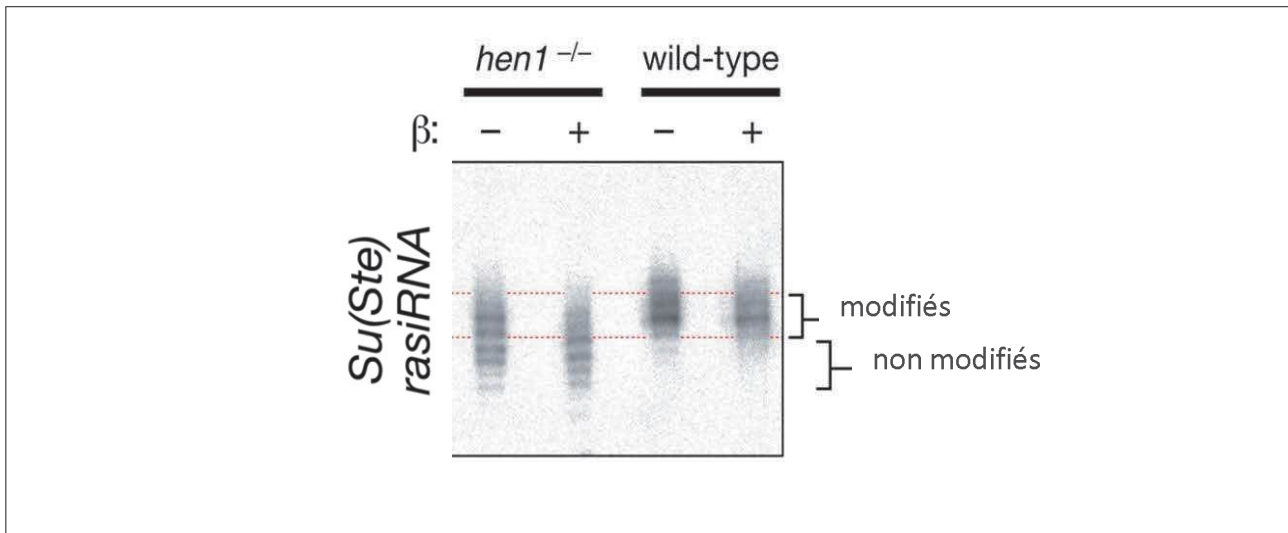 hen1 –/– wild-type
β: – + – +
Su(Ste)
rasiRNA
modifiés
non modifiés